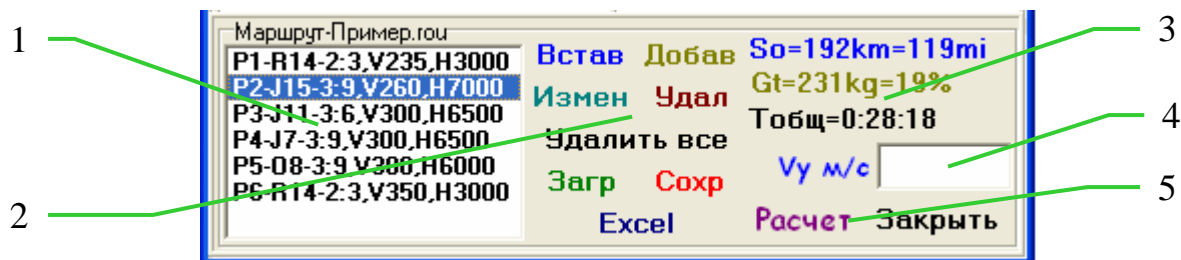 Маршрут-Пример.rou
P1-R14-2:3,V235,H3000
P2-J15-3:9,V260,H7000
P3-J11-3:6,V300,H6500
P4-J7-3:9,V300,H6500
P5-O8-3:9,V300,H6000
P6-R14-2:3,V350,H3000
Встав Добав
Измен Удал
Удалить все
Загр Сохр
Excel
So=192km=119mi
Gt=231kg=19%
Tобщ=0:28:18
Vy м/с
Расчет Закрыть
1
2
3
4
5